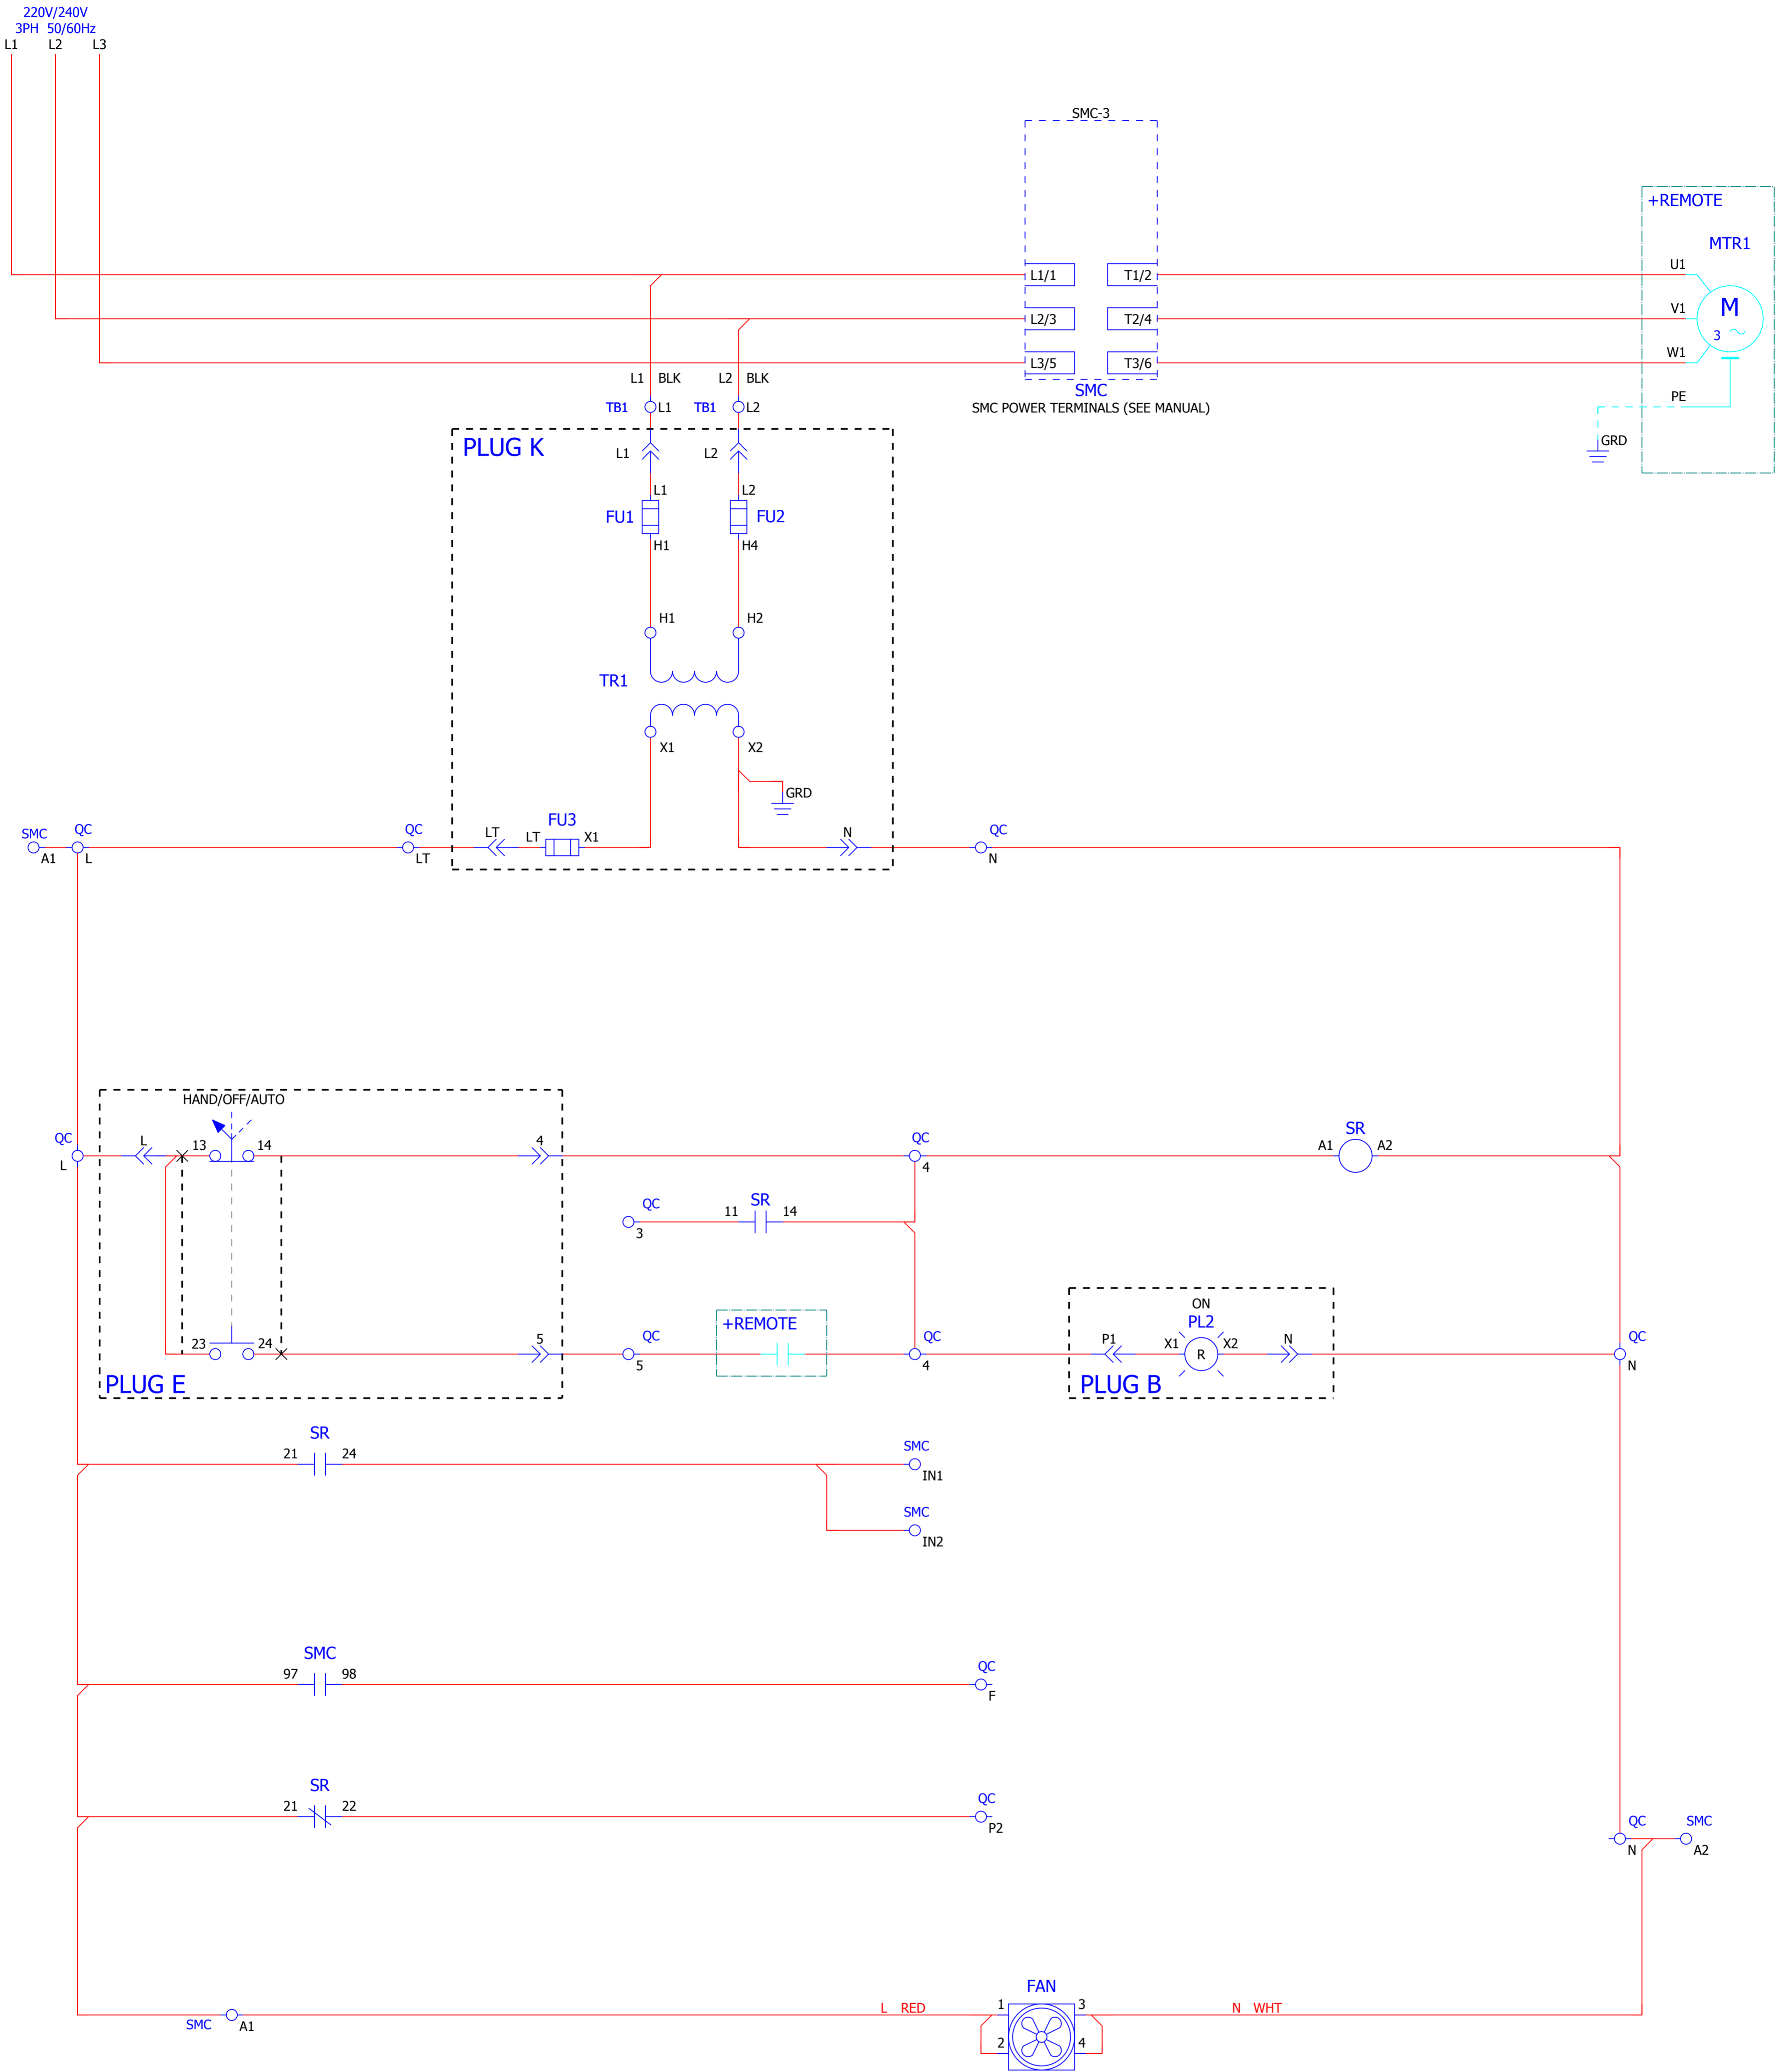 220V/240V
3PH 50/60Hz
L1 L2 L3
SMC-3
+REMOTE
MTR1
U1
L1/1 T1/2
V1
M
L2/3 T2/4
3
W1
L3/5 T3/6
L1 BLK L2 BLK
SMC
SMC POWER TERMINALS (SEE MANUAL)
PE
TB1 L1 TB1 L2
GRD
PLUG K
L1 L2
L1 L2
FU1 FU2
H1 H4
H1 H2
TR1
X1 X2
GRD
SMC QC QC LT FU3 N QC
LT X1
A1 L LT N
HAND/OFF/AUTO
QC L 13 14 4 QC SR
A1 A2
L 4
QC SR
11 14
3
ON
+REMOTE PL2
23 24 5 QC QC P1 X1 X2 N QC
R
5 4 N
PLUG E PLUG B
SR
21 24 SMC
IN1
SMC
IN2
SMC
97 98 QC
F
SR
21 22 QC
P2
QC SMC
N A2
FAN
L RED 1 3 N WHT
SMC A1
2 4